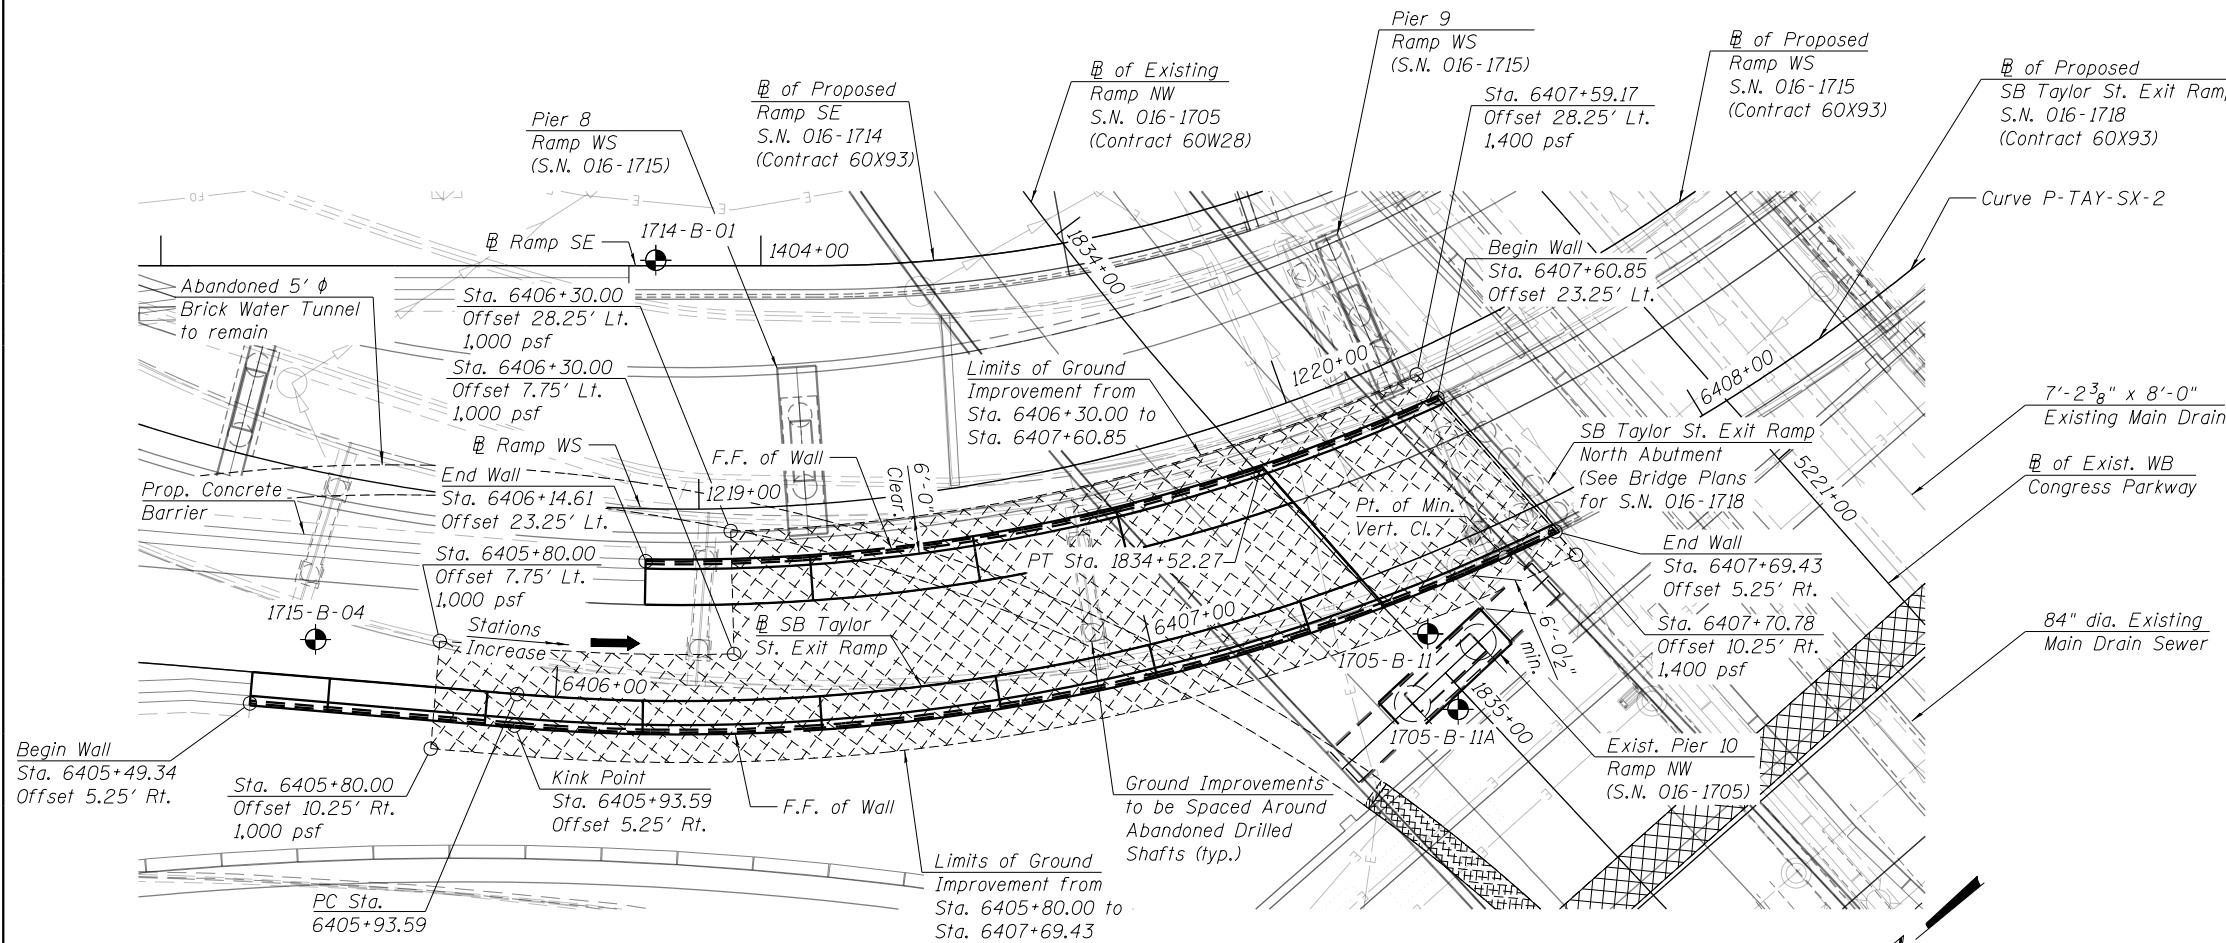 Pier 9
Ramp WS
(S.N. 016-1715)
℄ of Existing
Ramp NW
S.N. 016-1705
(Contract 60W28)
℄ of Proposed
Ramp WS
S.N. 016-1715
(Contract 60X93)
℄ of Proposed
SB Taylor St. Exit Ram
S.N. 016-1718
(Contract 60X93)
℄ of Proposed
Ramp SE
S.N. 016-1714
(Contract 60X93)
Sta. 6407+59.17
Offset 28.25' Lt.
1,400 psf
Pier 8
Ramp WS
(S.N. 016-1715)
Curve P-TAY-SX-2
FO
E
E
E
E
1714-B-01
℄ Ramp SE
1404+00
1834+00
Begin Wall
Sta. 6407+60.85
Offset 23.25' Lt.
Abandoned 5' ϕ
Brick Water Tunnel
to remain
Sta. 6406+30.00
Offset 28.25' Lt.
1,000 psf
Sta. 6406+30.00
Offset 7.75' Lt.
1,000 psf
Limits of Ground
Improvement from
Sta. 6406+30.00 to
Sta. 6407+60.85
1220+00
6408+00
7'-2⅜" x 8'-0"
Existing Main Drain
℄ Ramp WS
F.F. of Wall
6'-0"
Clear.
SB Taylor St. Exit Ramp
North Abutment
(See Bridge Plans
for S.N. 016-1718
5221+00
℄ of Exist. WB
Congress Parkway
End Wall
Sta. 6406+14.61
Offset 23.25' Lt.
1219+00
Prop. Concrete
Barrier
Pt. of Min.
Vert. Cl.
End Wall
Sta. 6407+69.43
Offset 5.25' Rt.
Sta. 6405+80.00
Offset 7.75' Lt.
1,000 psf
PT Sta. 1834+52.27
1715-B-04
Stations
Increase
℄ SB Taylor
St. Exit Ramp
6407+00
Sta. 6407+70.78
Offset 10.25' Rt.
1,400 psf
84" dia. Existing
Main Drain Sewer
1705-B-11
6'-0½"
min.
6406+00
1835+00
1705-B-11A
Begin Wall
Sta. 6405+49.34
Offset 5.25' Rt.
Sta. 6405+80.00
Offset 10.25' Rt.
1,000 psf
Kink Point
Sta. 6405+93.59
Offset 5.25' Rt.
F.F. of Wall
Ground Improvements
to be Spaced Around
Abandoned Drilled
Shafts (typ.)
Exist. Pier 10
Ramp NW
(S.N. 016-1705)
Limits of Ground
Improvement from
Sta. 6405+80.00 to
Sta. 6407+69.43
PC Sta.
6405+93.59